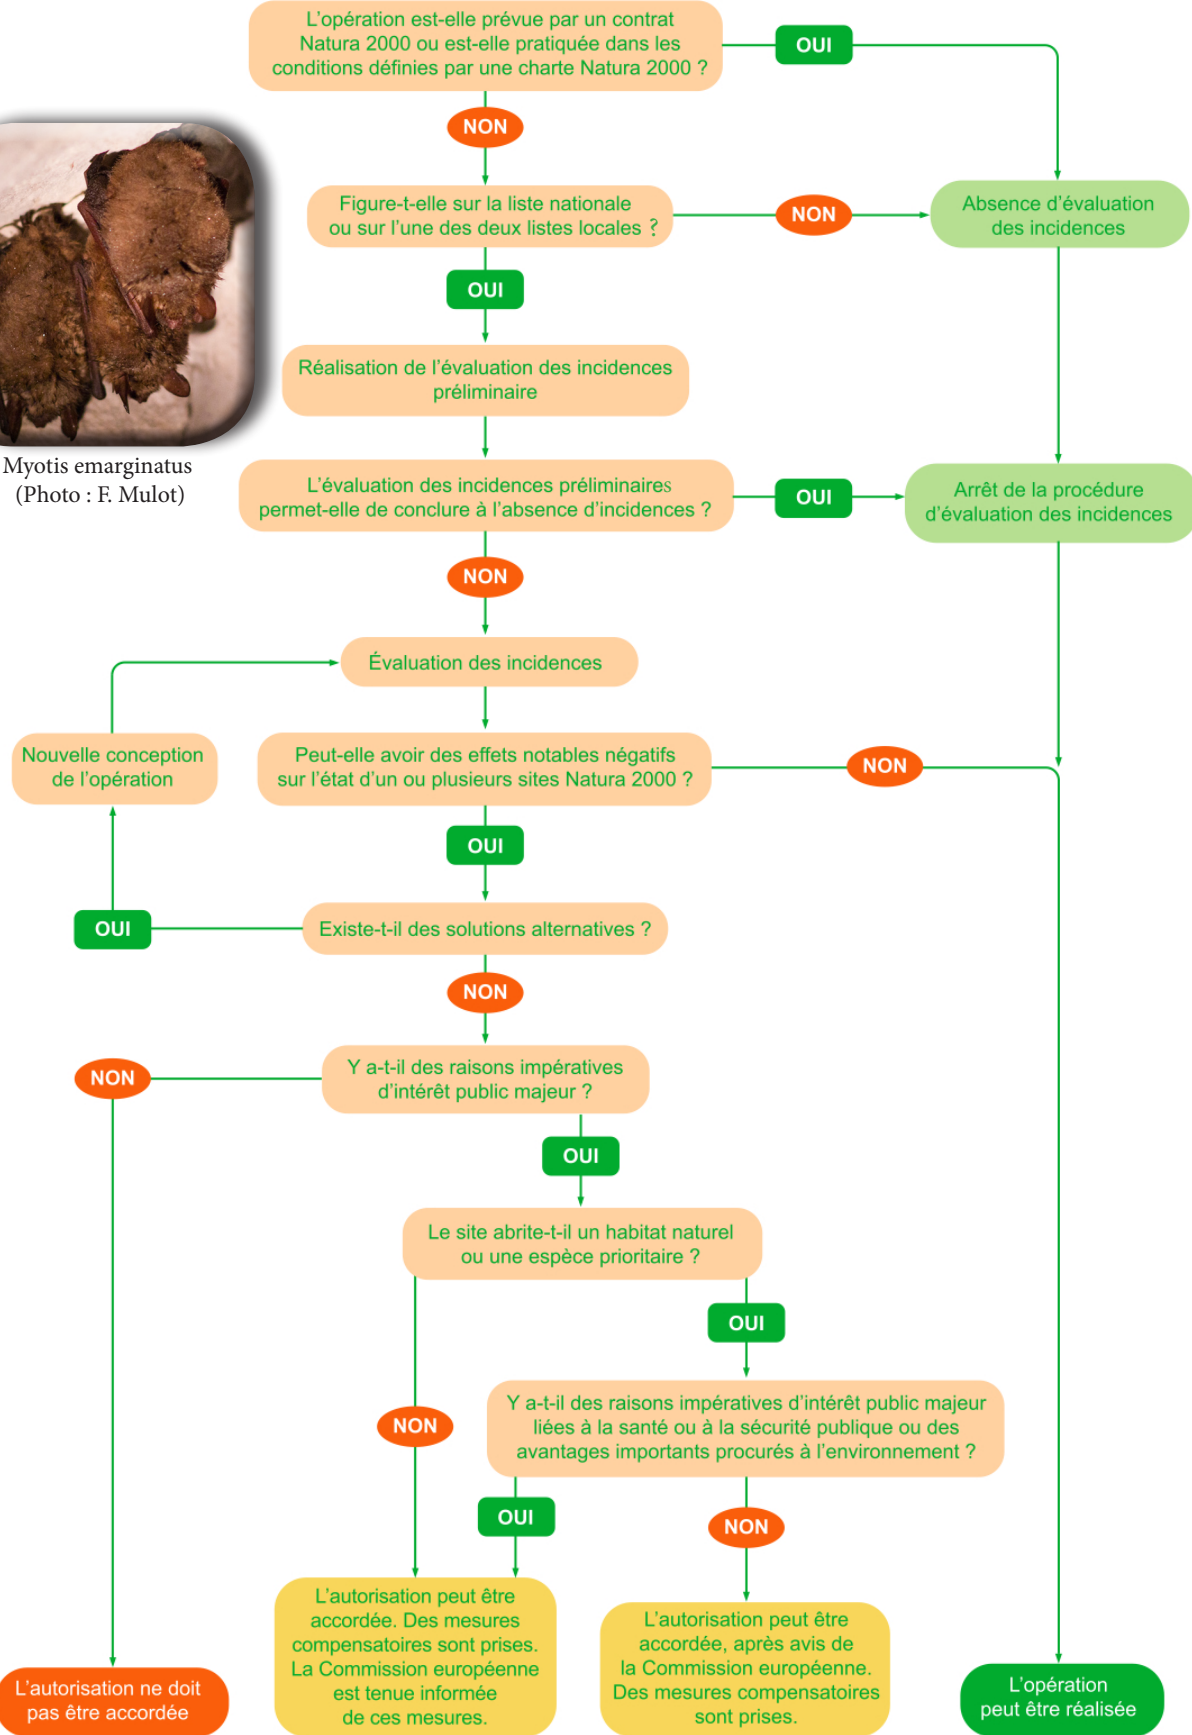 L'opération est-elle prévue par un contrat
Natura 2000 ou est-elle pratiquée dans les
conditions définies par une charte Natura 2000 ?
OUI
NON
Figure-t-elle sur la liste nationale
ou sur l'une des deux listes locales ?
NON
Absence d'évaluation
des incidences
OUI
Réalisation de l'évaluation des incidences
préliminaire
Myotis emarginatus
(Photo : F. Mulot)
L'évaluation des incidences préliminaires
permet-elle de conclure à l'absence d'incidences ?
OUI
Arrêt de la procédure
d'évaluation des incidences
NON
Évaluation des incidences
Nouvelle conception
de l'opération
Peut-elle avoir des effets notables négatifs
sur l'état d'un ou plusieurs sites Natura 2000 ?
NON
OUI
OUI
Existe-t-il des solutions alternatives ?
NON
NON
Y a-t-il des raisons impératives
d'intérêt public majeur ?
OUI
Le site abrite-t-il un habitat naturel
ou une espèce prioritaire ?
OUI
NON
Y a-t-il des raisons impératives d'intérêt public majeur
liées à la santé ou à la sécurité publique ou des
avantages importants procurés à l'environnement ?
OUI
NON
L'autorisation ne doit
pas être accordée
L'autorisation peut être
accordée. Des mesures
compensatoires sont prises.
La Commission européenne
est tenue informée
de ces mesures.
L'autorisation peut être
accordée, après avis de
la Commission européenne.
Des mesures compensatoires
sont prises.
L'opération
peut être réalisée